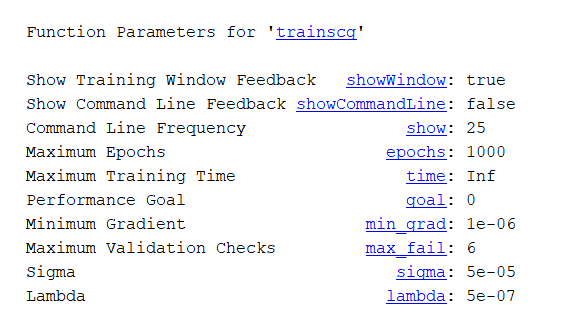 Function Parameters for 'trainscg'
Show Training Window Feedback showWindow: true
Show Command Line Feedback showCommandLine: false
Command Line Frequency show: 25
Maximum Epochs epochs: 1000
Maximum Training Time time: Inf
Performance Goal goal: 0
Minimum Gradient min_grad: 1e-06
Maximum Validation Checks max_fail: 6
Sigma sigma: 5e-05
Lambda lambda: 5e-07